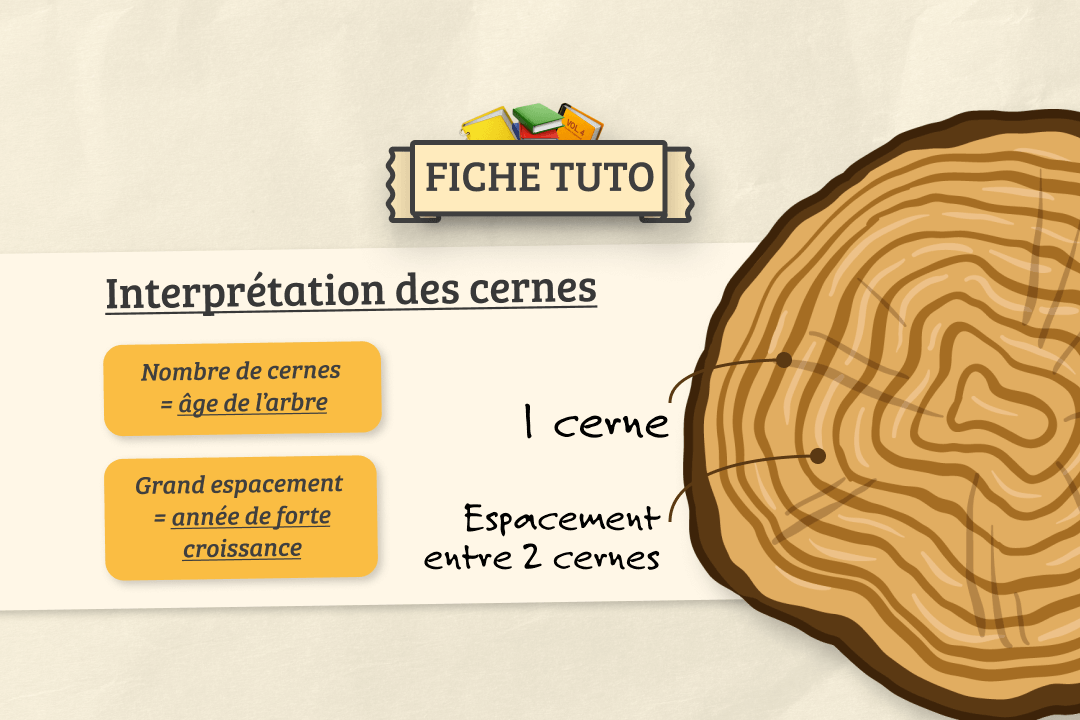 VOL. 4
FICHE TUTO
Interprétation des cernes
Nombre de cernes
= âge de l'arbre
Grand espacement
= année de forte
croissance
1 cerne
Espacement
entre 2 cernes